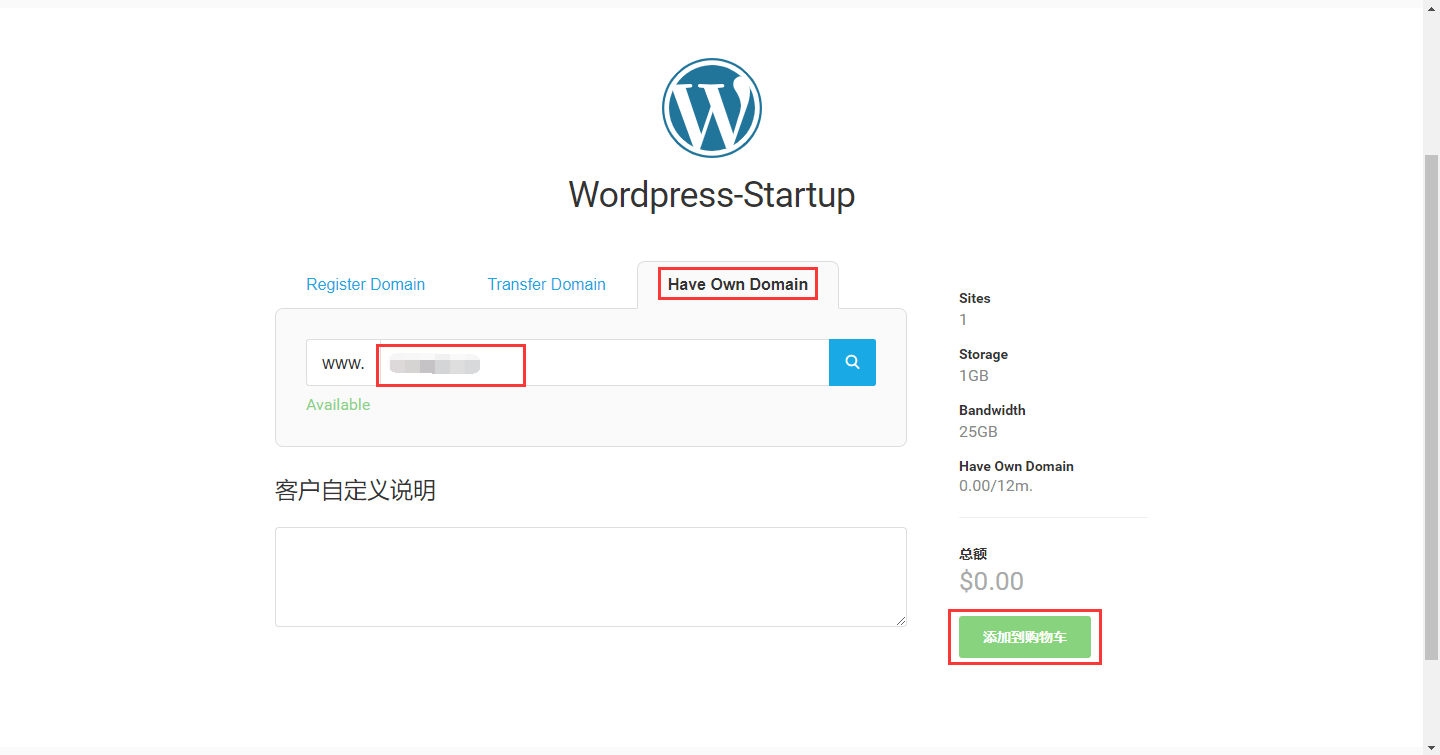 Wordpress-Startup
Register Domain
Transfer Domain
Have Own Domain
www.
Available
客户自定义说明
Sites
1
Storage
1GB
Bandwidth
25GB
Have Own Domain
0.00/12m.
总额
$0.00
添加到购物车